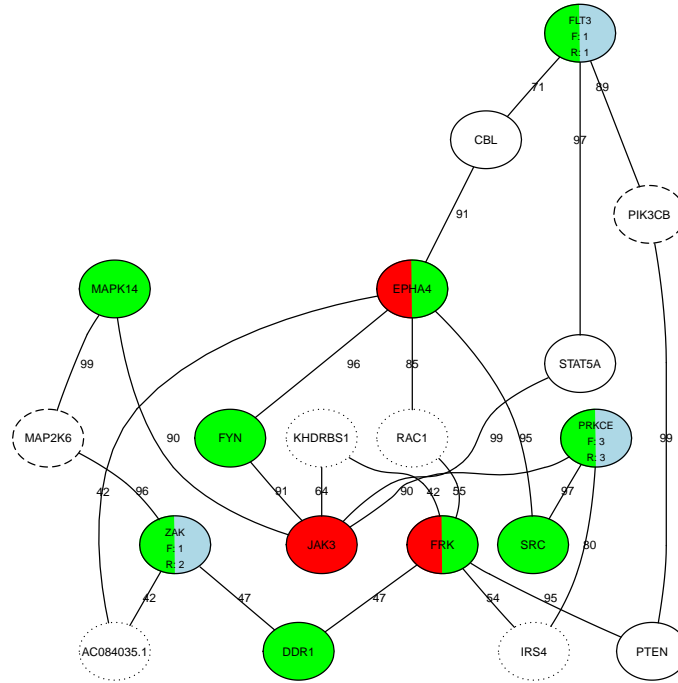 FLT3
F: 1
R: 1
71
89
97
CBL
91
PIK3CB
MAPK14
EPHA4
99
96
85
STAT5A
MAP2K6
FYN
KHDRBS1
RAC1
PRKCE
F: 3
R: 3
90
99
95
99
42
96
91
64
90
42
55
97
ZAK
F: 1
R: 2
JAK3
FRK
SRC
80
42
47
47
54
95
AC084035.1
DDR1
IRS4
PTEN